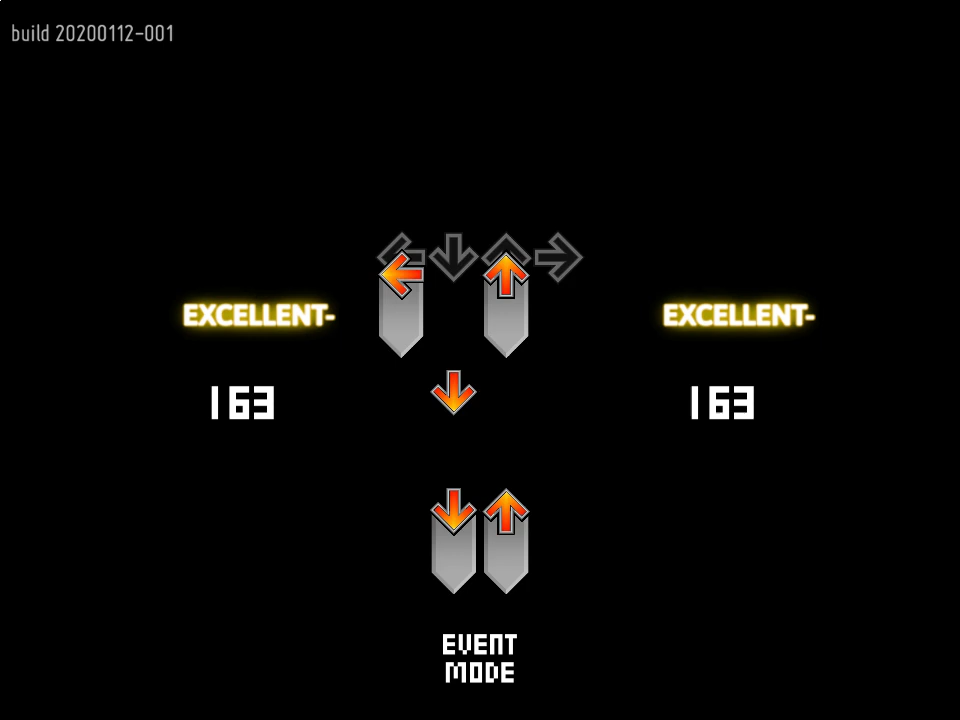 build 20200112-001
EXCELLENT- EXCELLENT-
163 163
EVENT
MODE